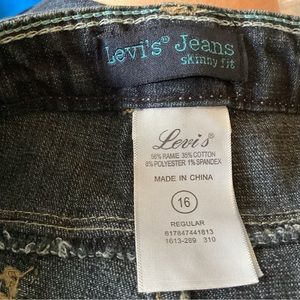 Levi's® Jeans
skinny fit
Levi's®
56% RAMIE 35% COTTON
8% POLYESTER 1% SPANDEX
MADE IN CHINA
16
REGULAR
617847441613
1613-289 310